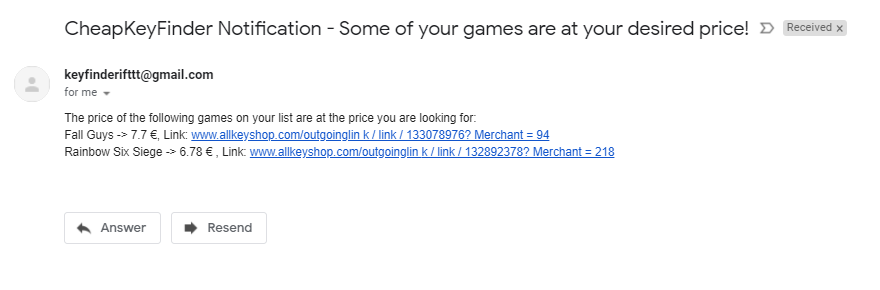 CheapKeyFinder Notification - Some of your games are at your desired price! Received x
keyfinderifttt@gmail.com
for me
The price of the following games on your list are at the price you are looking for:
Fall Guys -> 7.7 €, Link: www.allkeyshop.com/outgoinglin k / link / 133078976? Merchant = 94
Rainbow Six Siege -> 6.78 € , Link: www.allkeyshop.com/outgoinglin k / link / 132892378? Merchant = 218
Answer Resend